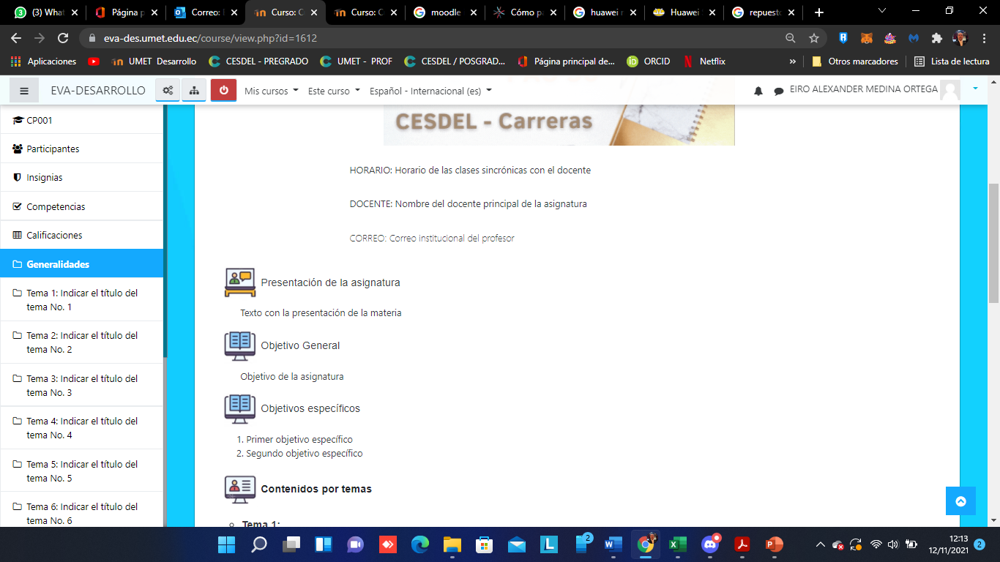 (3) What
Página p
Correo:
Curso: C
Curso: C
moodle
Cómo p
huawei r
Huawei
repuesto
eva-des.umet.edu.ec/course/view.php?id=1612
Aplicaciones
UMET Desarrollo
CESDEL - PREGRADO
UMET - PROF
CESDEL / POSGRAD...
Página principal de...
ORCID
Netflix
»
Otros marcadores
Lista de lectura
EVA-DESARROLLO
Mis cursos
Este curso
Español - Internacional (es)
EIRO ALEXANDER MEDINA ORTEGA
CP001
Participantes
Insignias
Competencias
Calificaciones
Generalidades
Tema 1: Indicar el título del
tema No. 1
Tema 2: Indicar el título del
tema No. 2
Tema 3: Indicar el título del
tema No. 3
Tema 4: Indicar el título del
tema No. 4
Tema 5: Indicar el título del
tema No. 5
Tema 6: Indicar el título del
tema No. 6
CESDEL - Carreras
HORARIO: Horario de las clases sincrónicas con el docente
DOCENTE: Nombre del docente principal de la asignatura
CORREO: Correo institucional del profesor
Presentación de la asignatura
Texto con la presentación de la materia
Objetivo General
Objetivo de la asignatura
Objetivos específicos
1. Primer objetivo específico
2. Segundo objetivo específico
Contenidos por temas
Tema 1:
12:13
12/11/2021
2
2